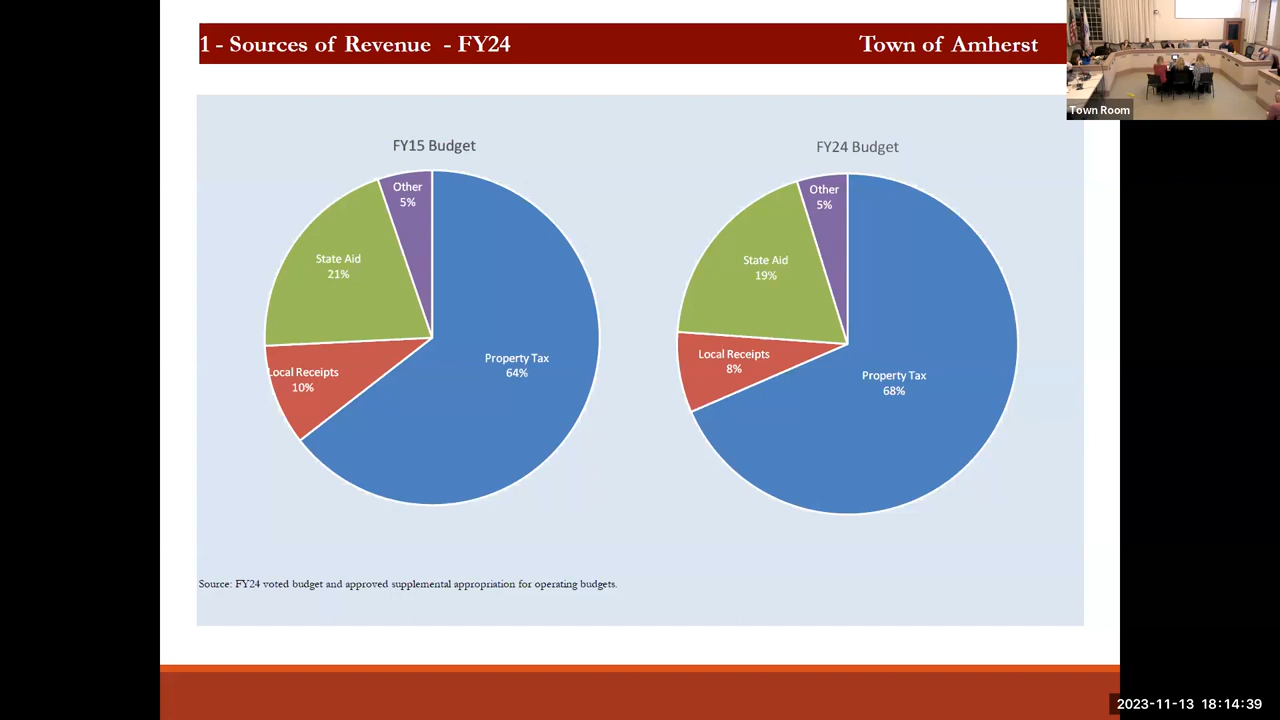 1 - Sources of Revenue - FY24
Town of Amherst
Town Room
FY15 Budget
Other
5%
State Aid
21%
Local Receipts
10%
Property Tax
64%
FY24 Budget
Other
5%
State Aid
19%
Local Receipts
8%
Property Tax
68%
Source: FY24 voted budget and approved supplemental appropriation for operating budgets.
2023-11-13 18:14:39